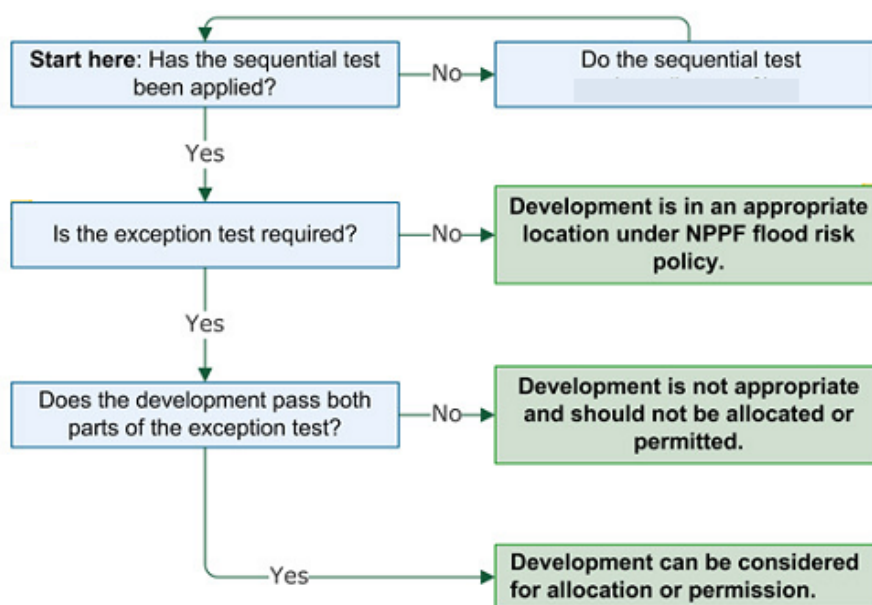 Start here: Has the sequential test
been applied?
No
Do the sequential test
Yes
Is the exception test required?
No
Development is in an appropriate
location under NPPF flood risk
policy.
Yes
Does the development pass both
parts of the exception test?
No
Development is not appropriate
and should not be allocated or
permitted.
Yes
Development can be considered
for allocation or permission.